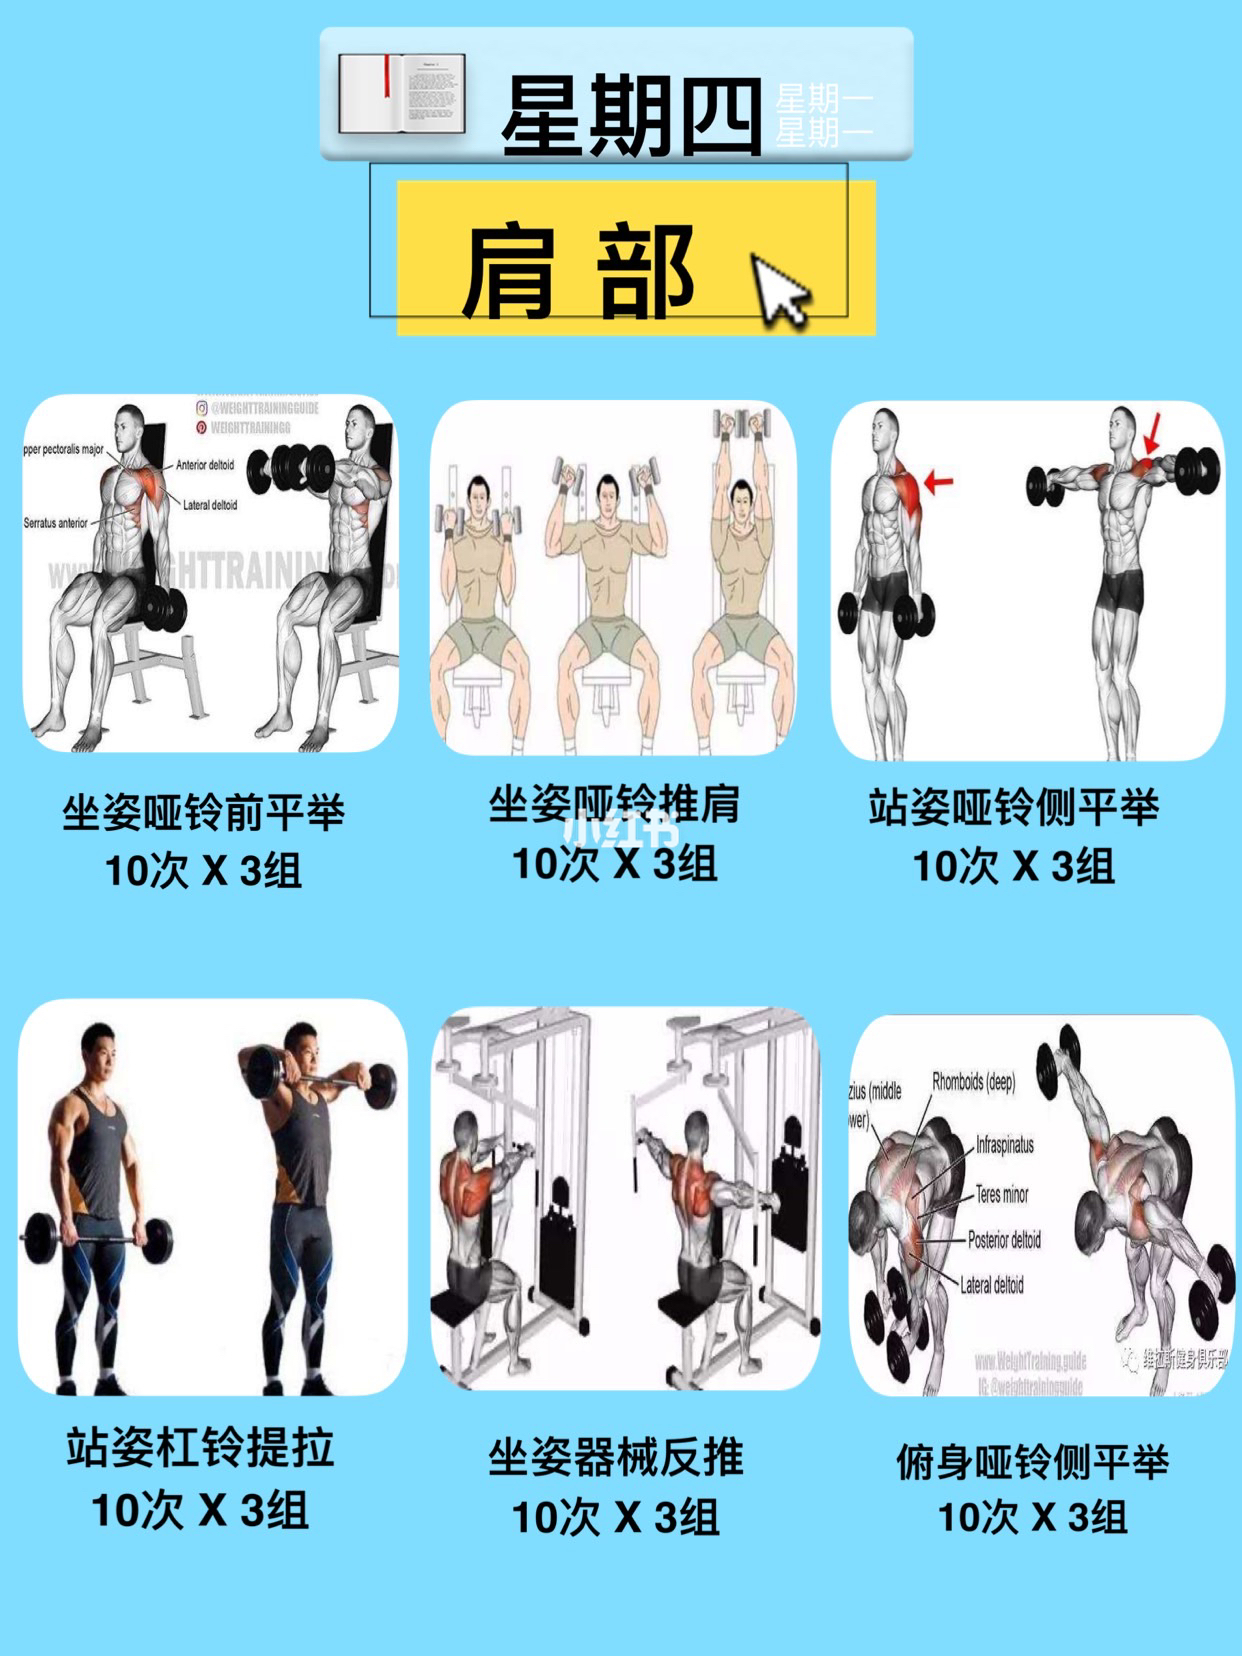 星期四
星期一
星期一
肩部
@WEIGHTTRAININGGUIDE
WEIGHTTRAININGG
pper pectoralis major
Anterior deltoid
Lateral deltoid
Serratus anterior
坐姿哑铃前平举
10次 X 3组
坐姿哑铃推肩
10次 X 3组
小红书
站姿哑铃侧平举
10次 X 3组
站姿杠铃提拉
10次 X 3组
坐姿器械反推
10次 X 3组
zius (middle
wer)
Rhomboids (deep)
Infraspinatus
Teres minor
Posterior deltoid
Lateral deltoid
www.WeightTraining.guide
IG: @weighttrainingguide
维拉斯健身俱乐部
俯身哑铃侧平举
10次 X 3组